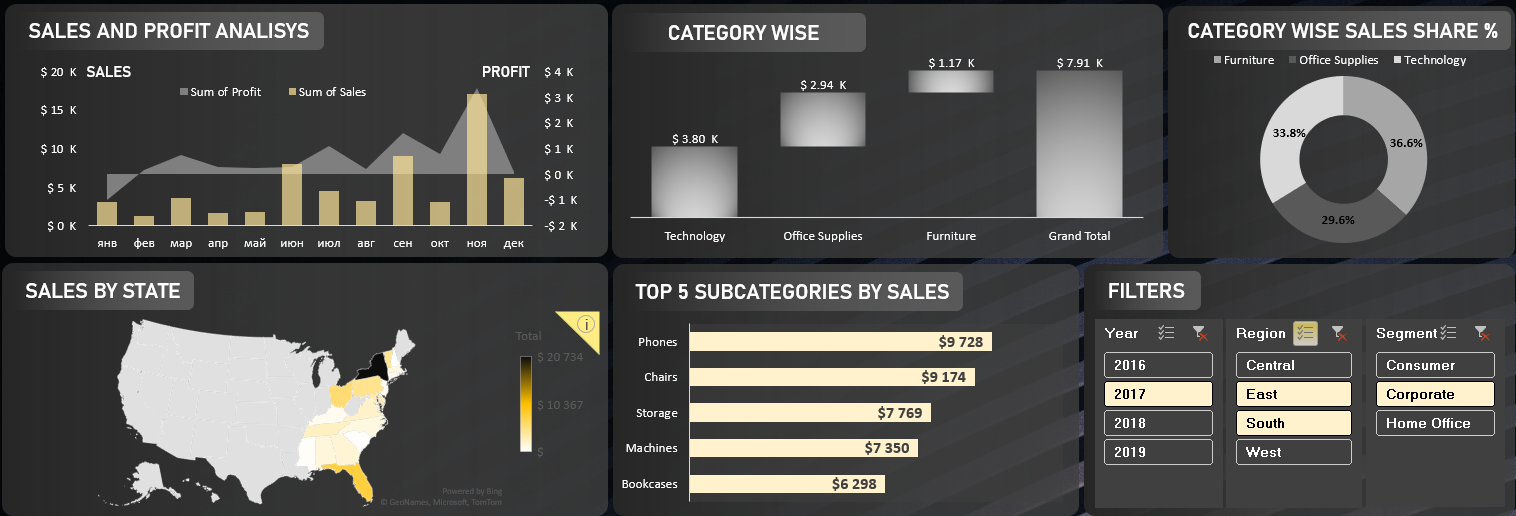 SALES AND PROFIT ANALISYS
SALES
PROFIT
Sum of Profit
Sum of Sales
$ 20 K
$ 15 K
$ 10 K
$ 5 K
$ 0 K
$ 4 K
$ 3 K
$ 2 K
$ 1 K
$ 0 K
-$ 1 K
-$ 2 K
янв фев мар апр май июн июл авг сен окт ноя дек
CATEGORY WISE
$ 3.80 K
$ 2.94 K
$ 1.17 K
$ 7.91 K
Technology Office Supplies Furniture Grand Total
CATEGORY WISE SALES SHARE %
Furniture Office Supplies Technology
33.8%
36.6%
29.6%
SALES BY STATE
Total
$ 20 734
$ 10 367
$
Powered by Bing
© GeoNames, Microsoft, TomTom
TOP 5 SUBCATEGORIES BY SALES
Phones $9 728
Chairs $9 174
Storage $7 769
Machines $7 350
Bookcases $6 298
FILTERS
Year
2016
2017
2018
2019
Region
Central
East
South
West
Segment
Consumer
Corporate
Home Office